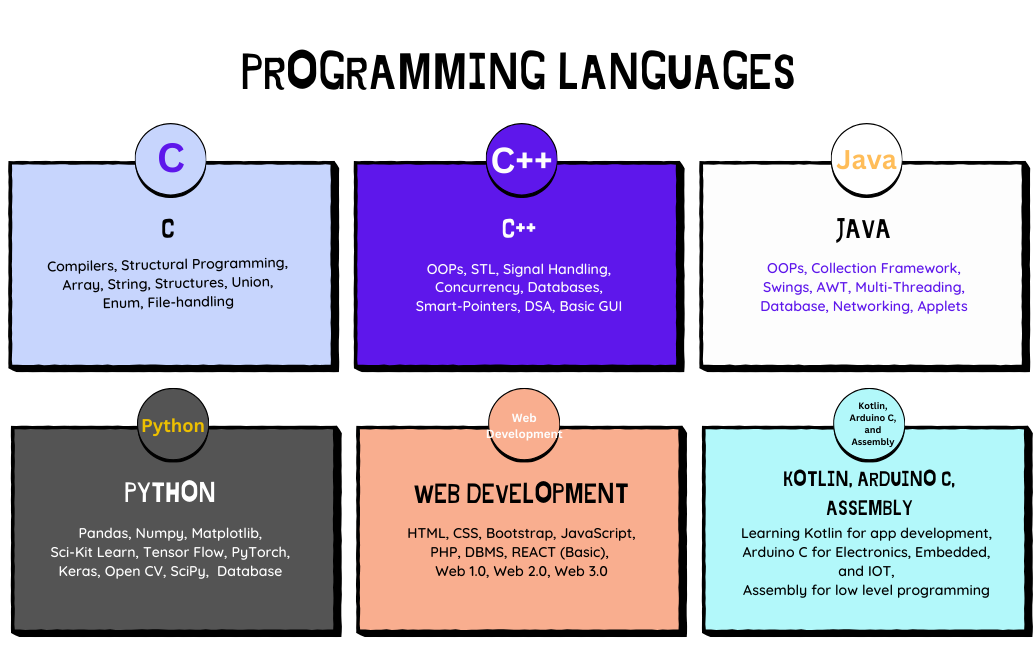 PROGRAMMING LANGUAGES
C
C
Compilers, Structural Programming,
Array, String, Structures, Union,
Enum, File-handling
C++
C++
OOPs, STL, Signal Handling,
Concurrency, Databases,
Smart-Pointers, DSA, Basic GUI
Java
JAVA
OOPs, Collection Framework,
Swings, AWT, Multi-Threading,
Database, Networking, Applets
Python
PYTHON
Pandas, Numpy, Matplotlib,
Sci-Kit Learn, Tensor Flow, PyTorch,
Keras, Open CV, SciPy, Database
Web
Development
WEB DEVELOPMENT
HTML, CSS, Bootstrap, JavaScript,
PHP, DBMS, REACT (Basic),
Web 1.0, Web 2.0, Web 3.0
Kotlin,
Arduino C,
and
Assembly
KOTLIN, ARDUINO C,
ASSEMBLY
Learning Kotlin for app development,
Arduino C for Electronics, Embedded,
and IOT,
Assembly for low level programming